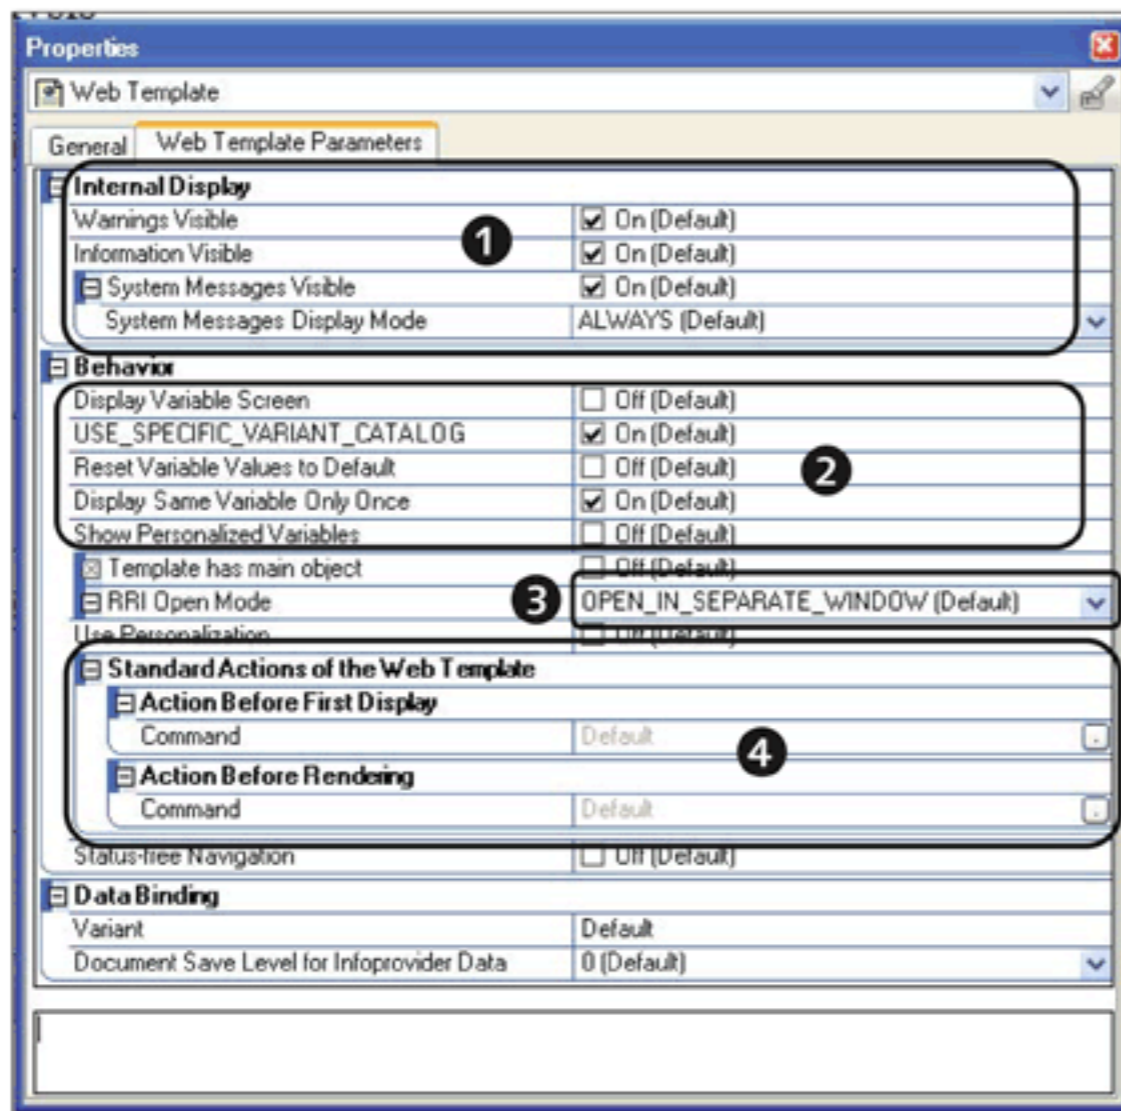 Properties
Web Template
General Web Template Parameters
Internal Display
Warnings Visible On (Default)
1
Information Visible On (Default)
System Messages Visible On (Default)
System Messages Display Mode ALWAYS (Default)
Behavior
Display Variable Screen Off (Default)
USE_SPECIFIC_VARIANT_CATALOG On (Default)
Reset Variable Values to Default Off (Default)
2
Display Same Variable Only Once On (Default)
Show Personalized Variables Off (Default)
Template has main object Off (Default)
RRI Open Mode 3 OPEN_IN_SEPARATE_WINDOW (Default)
Use Personalization Off (Default)
Standard Actions of the Web Template
Action Before First Display
Command Default
4
Action Before Rendering
Command Default
Status-free Navigation Off (Default)
Data Binding
Variant Default
Document Save Level for Infoprovider Data 0 (Default)